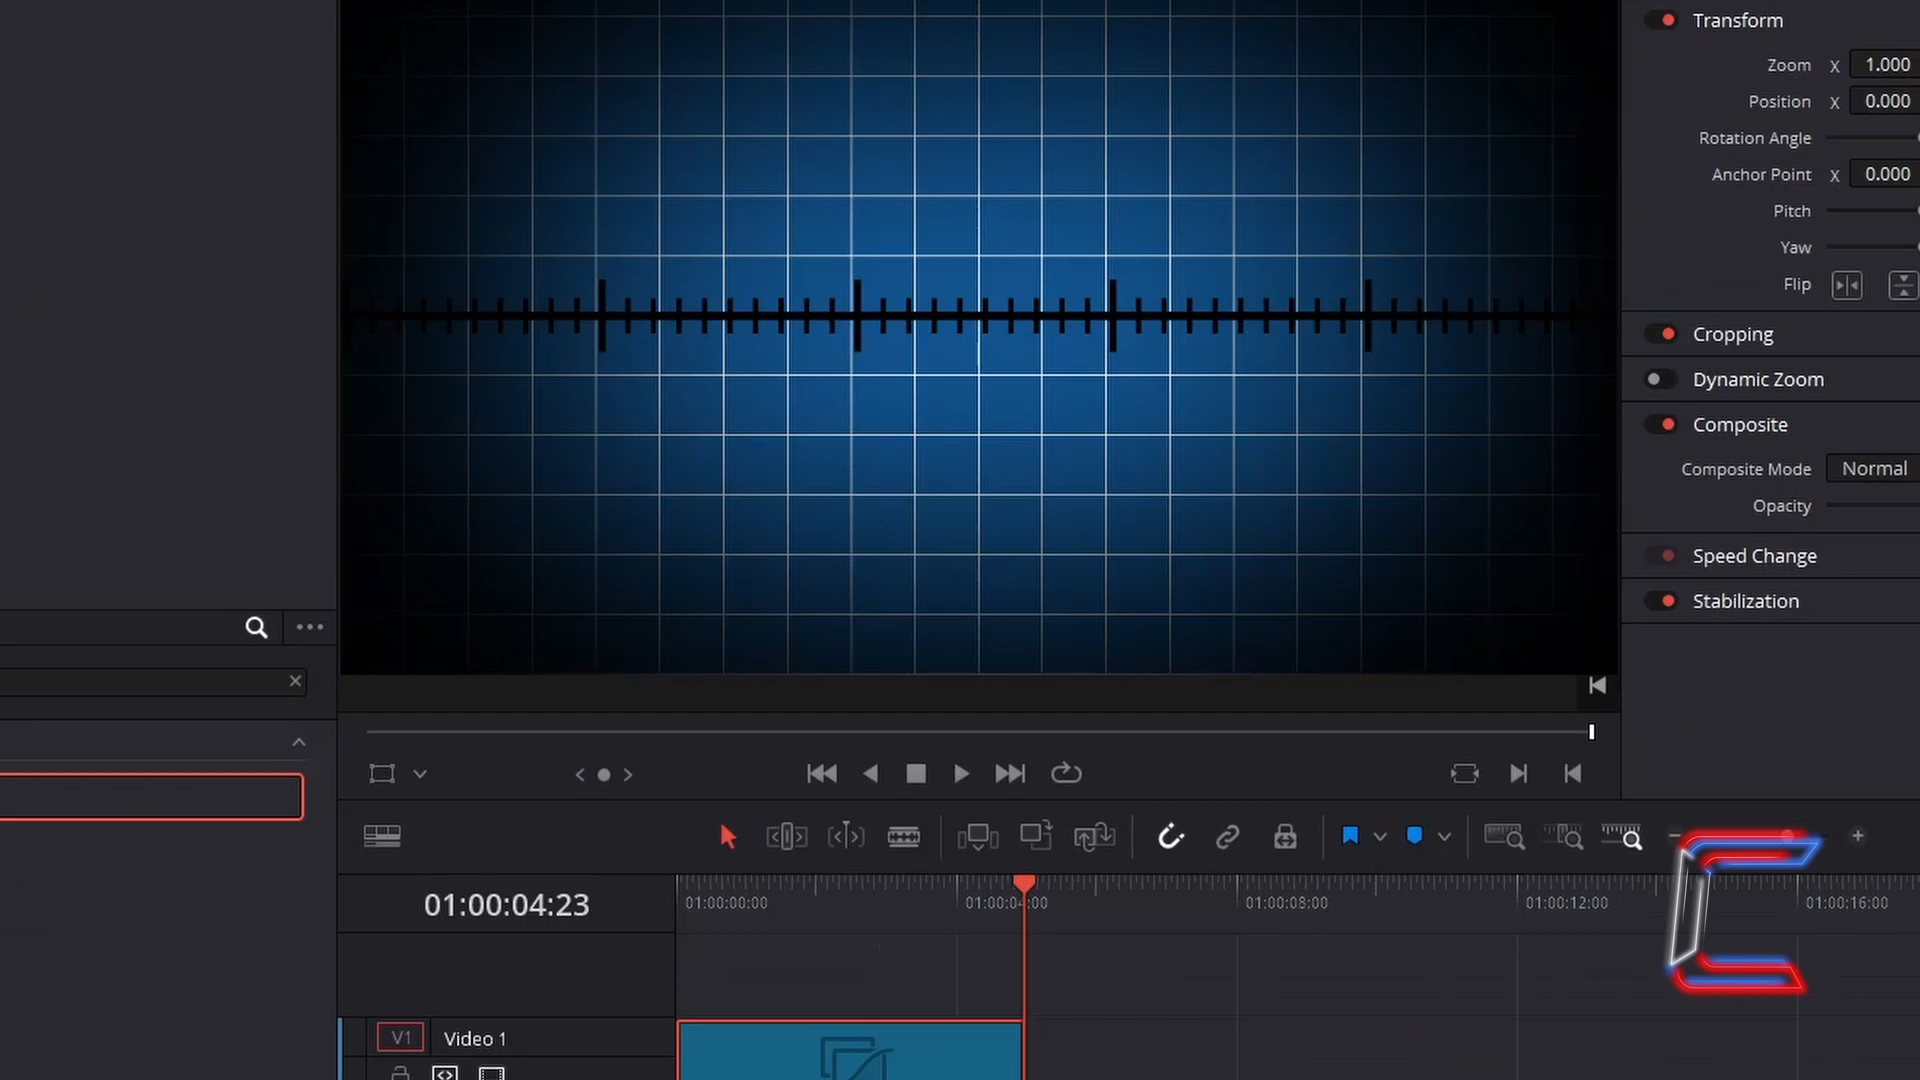 Transform
Zoom X 1.000
Position X 0.000
Rotation Angle
Anchor Point X 0.000
Pitch
Yaw
Flip
Cropping
Dynamic Zoom
Composite
Composite Mode Normal
Opacity
Speed Change
Stabilization
01:00:04:23
01:00:00:00 01:00:04:00 01:00:08:00 01:00:12:00 01:00:16:00
V1 Video 1